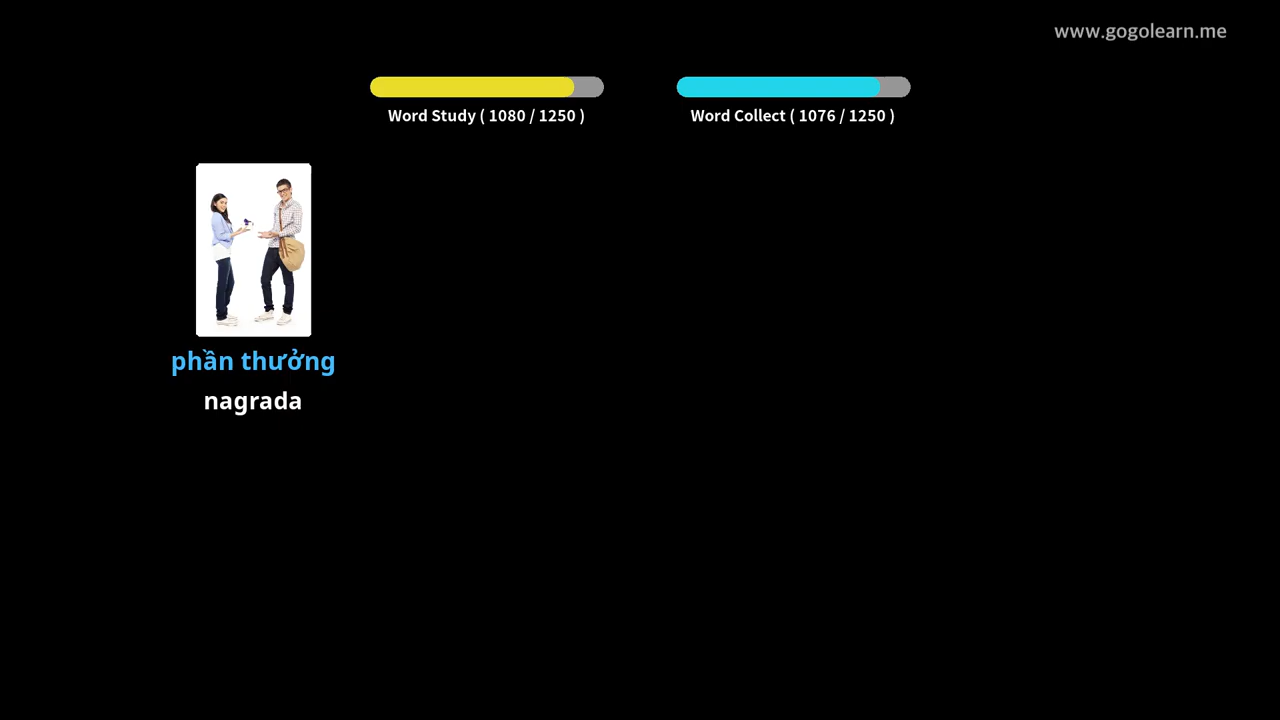 www.gogolearn.me
Word Study ( 1080 / 1250 )
Word Collect ( 1076 / 1250 )
phần thưởng
nagrada